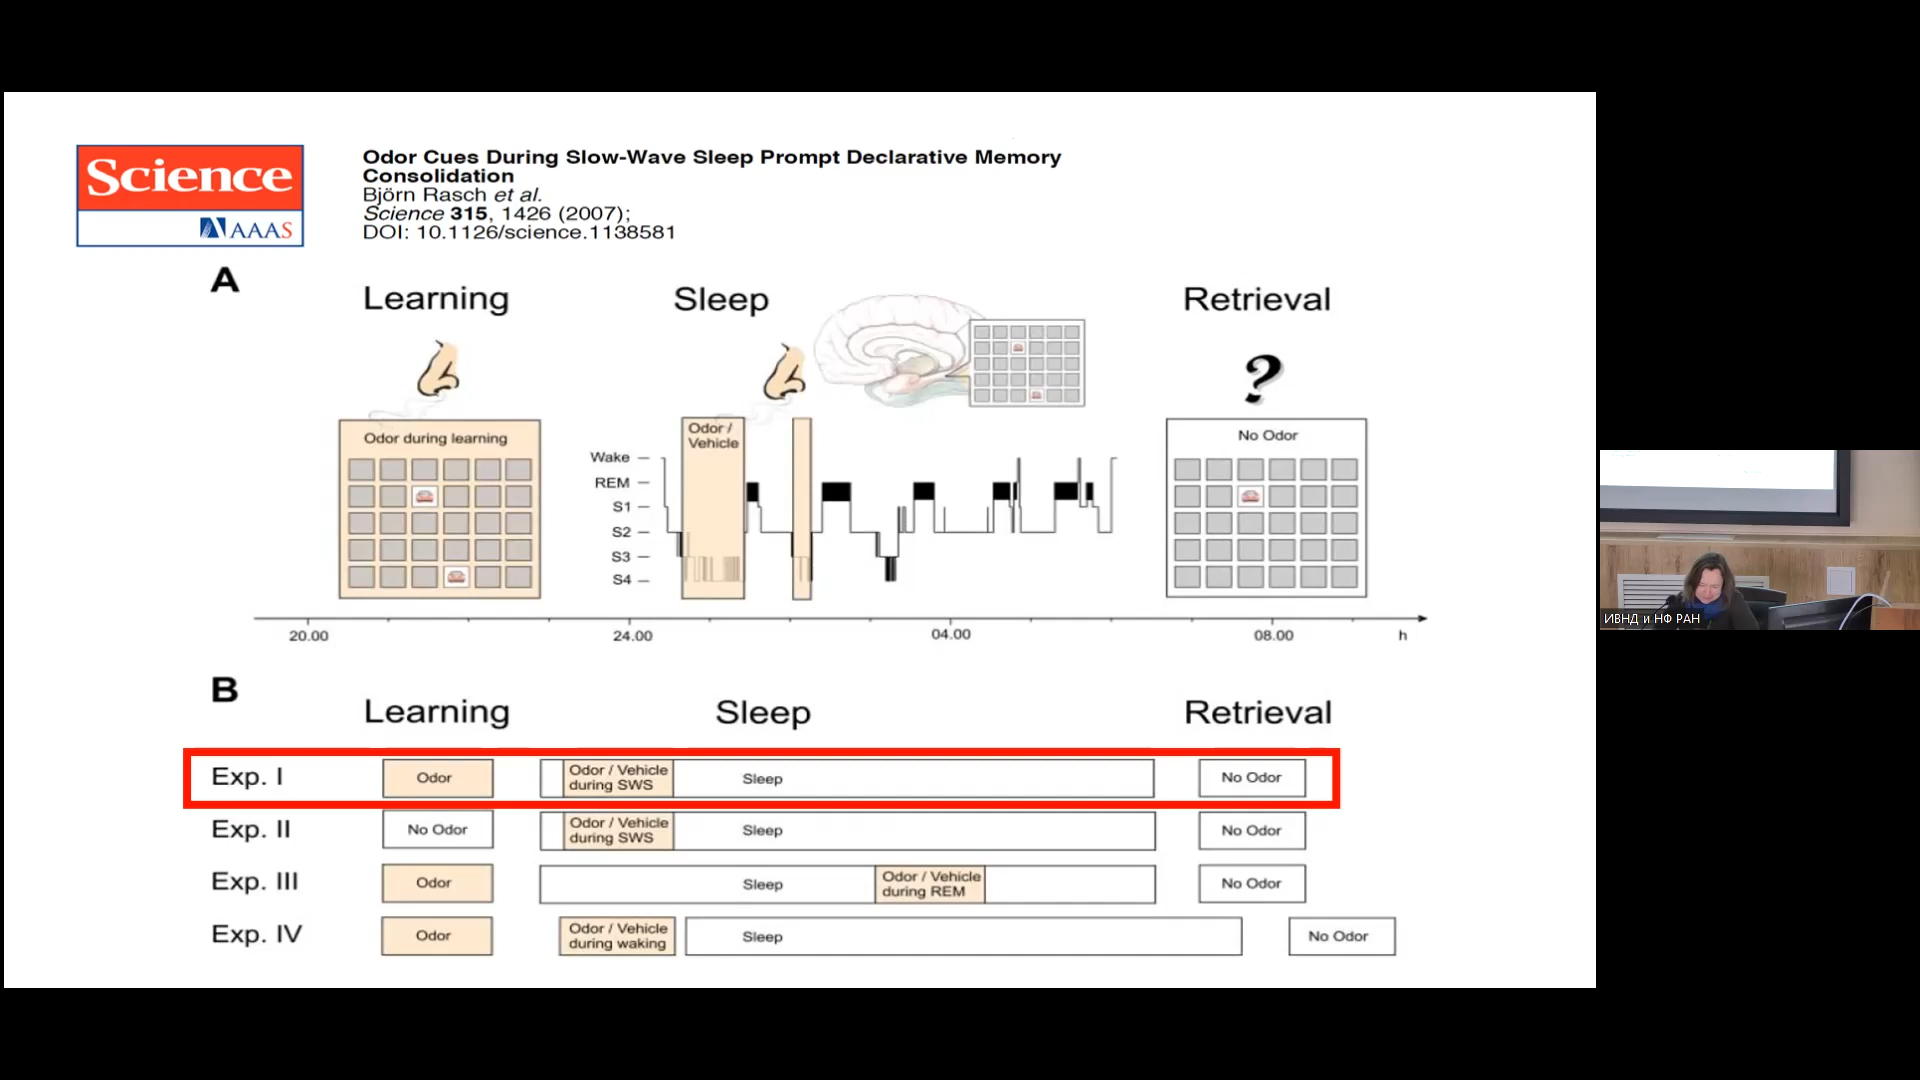 Science
AAAS
Odor Cues During Slow-Wave Sleep Prompt Declarative Memory
Consolidation
Björn Rasch et al.
Science 315, 1426 (2007);
DOI: 10.1126/science.1138581
A
Learning
Sleep
Retrieval
?
Odor during learning
Odor /
Vehicle
No Odor
Wake
REM
S1
S2
S3
S4
20.00
24.00
04.00
08.00
h
B
Learning
Sleep
Retrieval
Exp. I
Odor
Odor / Vehicle
during SWS
Sleep
No Odor
Exp. II
No Odor
Odor / Vehicle
during SWS
Sleep
No Odor
Exp. III
Odor
Sleep
Odor / Vehicle
during REM
No Odor
Exp. IV
Odor
Odor / Vehicle
during waking
Sleep
No Odor
ИВНД и НФ РАН